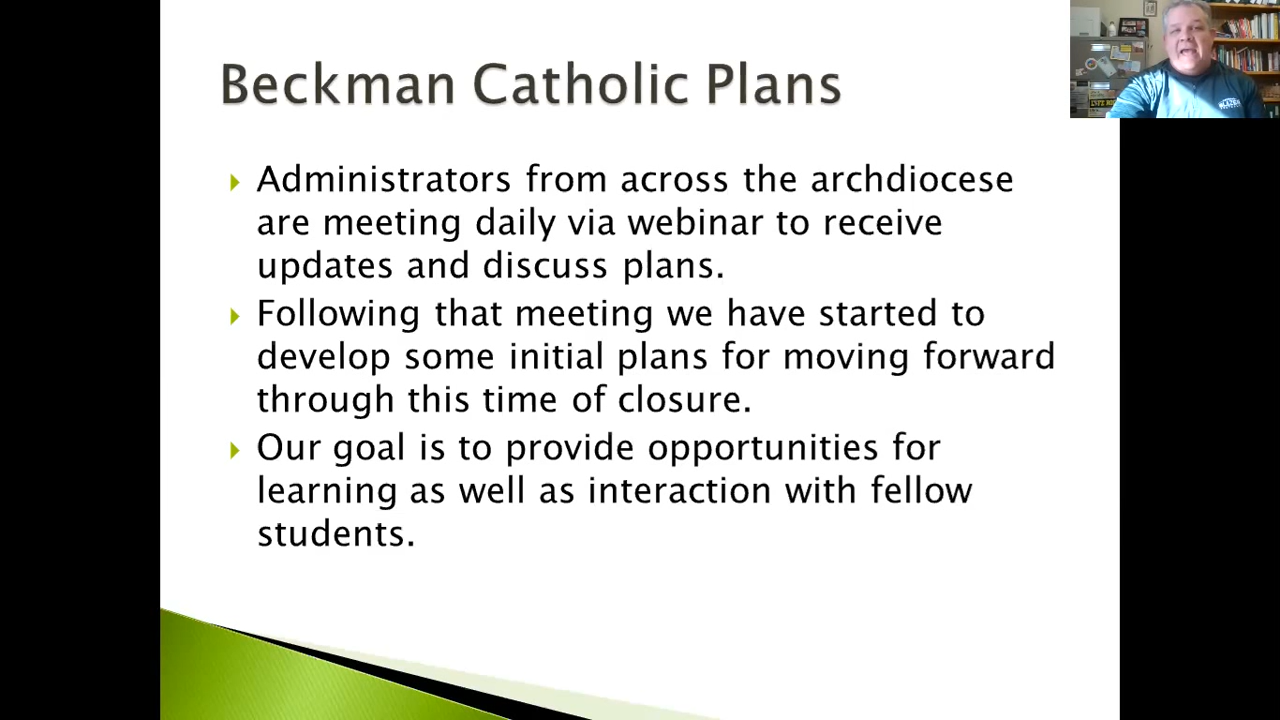 Beckman Catholic Plans
Administrators from across the archdiocese
are meeting daily via webinar to receive
updates and discuss plans.
Following that meeting we have started to
develop some initial plans for moving forward
through this time of closure.
Our goal is to provide opportunities for
learning as well as interaction with fellow
students.